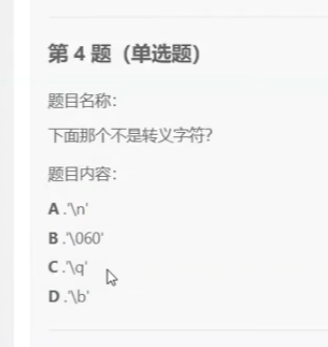 第 4 题（单选题）
题目名称：
下面那个不是转义字符？
题目内容：
A .'\n'
B .'\060'
C .'\q'
D .'\b'